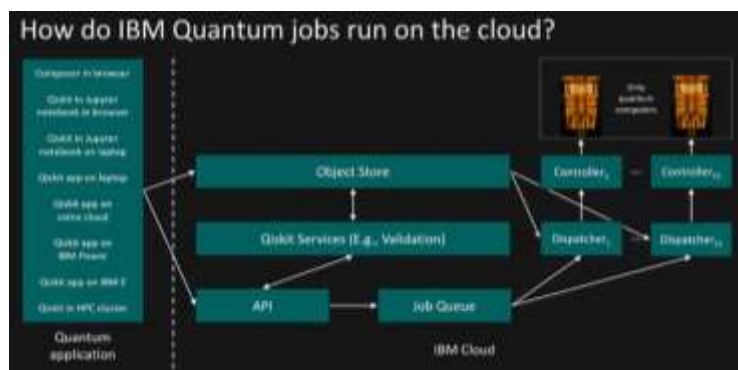 How do IBM Quantum jobs run on the cloud?
Composer in browser
Qiskit in Jupyter
notebook in browser
Qiskit in Jupyter
notebook on laptop
Qiskit app on laptop
Qiskit app on
some cloud
Qiskit app on
IBM Power
Qiskit app on IBM Z
Qiskit in HPC cluster
Quantum
application
Object Store
Qiskit Services (E.g., Validation)
API
Job Queue
quantum
computers
Controller
...
Controller
Dispatcher
Dispatcher
IBM Cloud